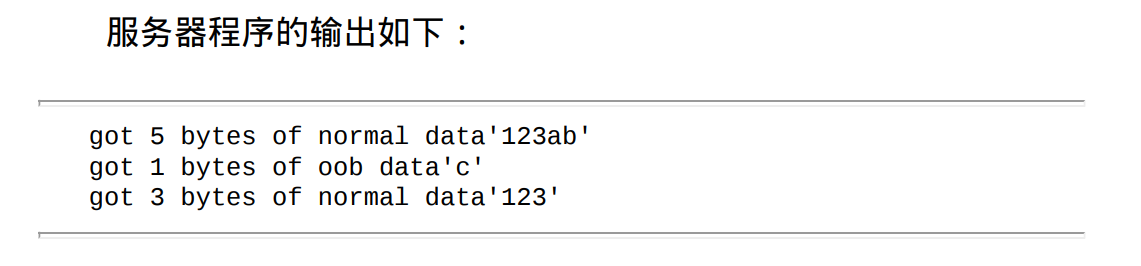 服务器程序的输出如下：
got 5 bytes of normal data'123ab'
got 1 bytes of oob data'c'
got 3 bytes of normal data'123'